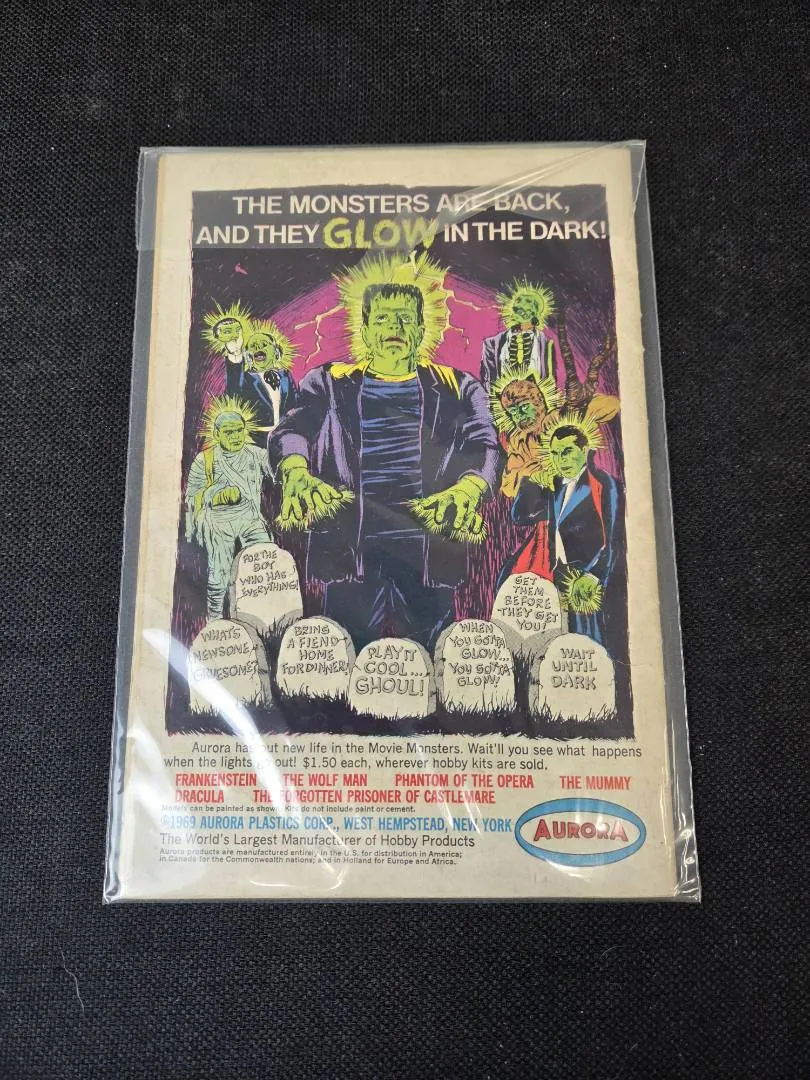 THE MONSTERS ARE BACK,
AND THEY GLOW IN THE DARK!
FOR THE
BOY
WHO HAS
EVERYTHING!
GET
THEM
BEFORE
THEY GET
YOU!
WHAT'S
NEWSOME,
GRUESOME?
BRING
A FIEND
HOME
FOR DINNER!
PLAY IT
COOL...
GHOUL!
WHEN
YOU GOTTA
GLOW...
YOU GOTTA
GLOW!
WAIT
UNTIL
DARK
Aurora has put new life in the Movie Monsters. Wait'll you see what happens
when the lights go out! $1.50 each, wherever hobby kits are sold.
FRANKENSTEIN THE WOLF MAN PHANTOM OF THE OPERA THE MUMMY
DRACULA THE FORGOTTEN PRISONER OF CASTLEMARE
Models can be painted as shown. Kits do not include paint or cement.
©1969 AURORA PLASTICS CORP., WEST HEMPSTEAD, NEW YORK
AURORA
The World's Largest Manufacturer of Hobby Products
Aurora products are manufactured entirely in the U.S. for distribution in America;
in Canada for the Commonwealth nations; and in Holland for Europe and Africa.